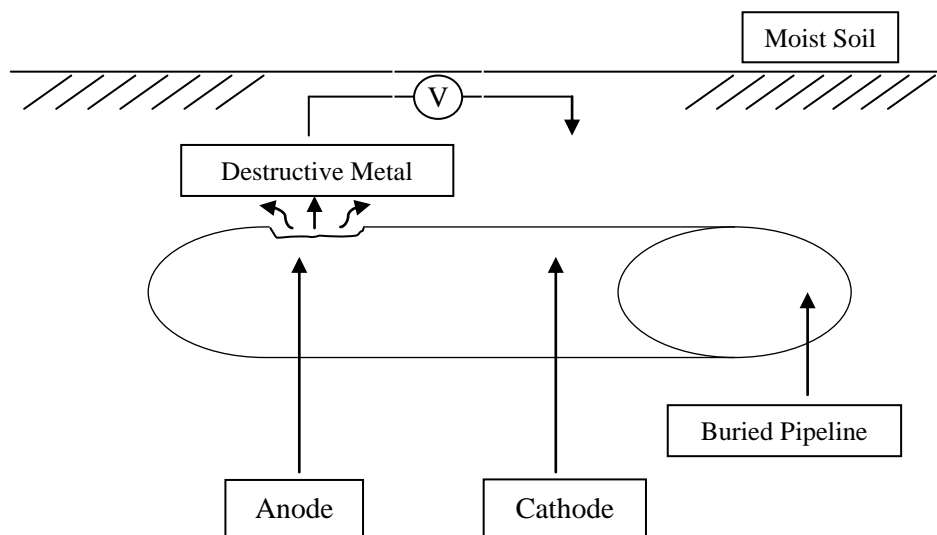 Moist Soil
V
Destructive Metal
Buried Pipeline
Anode
Cathode